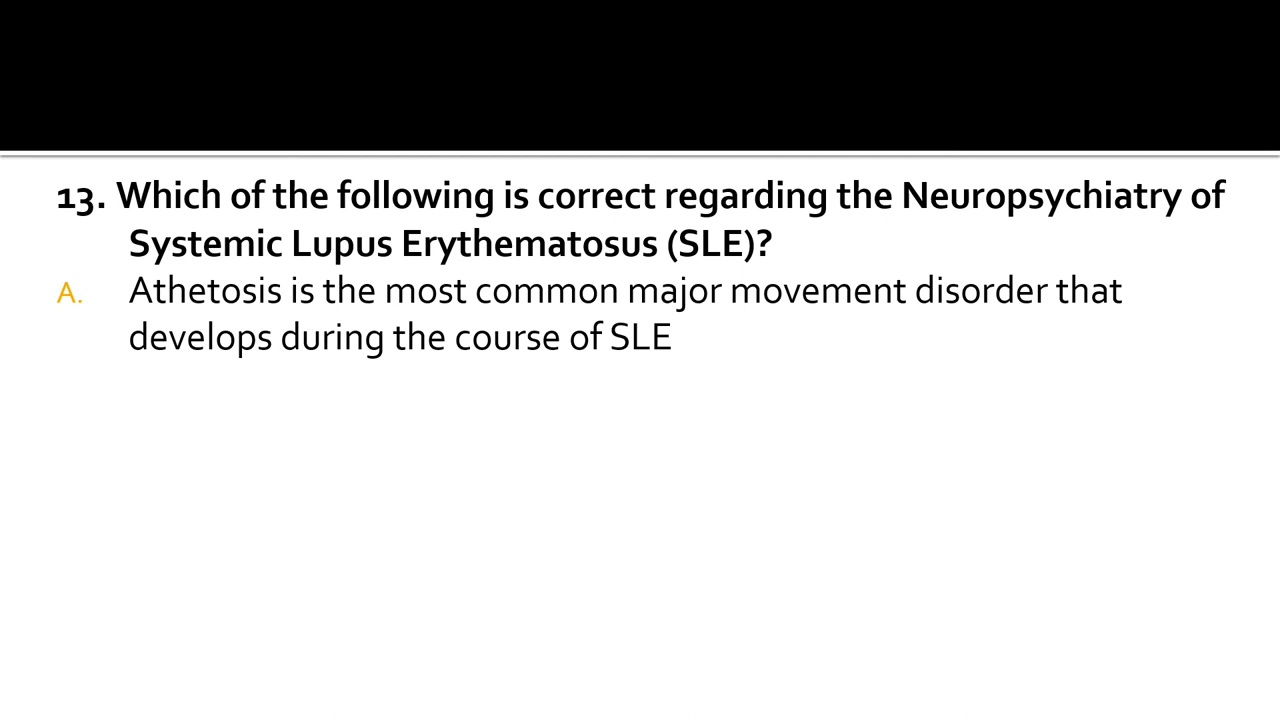 13. Which of the following is correct regarding the Neuropsychiatry of
Systemic Lupus Erythematosus (SLE)?
A. Athetosis is the most common major movement disorder that
develops during the course of SLE